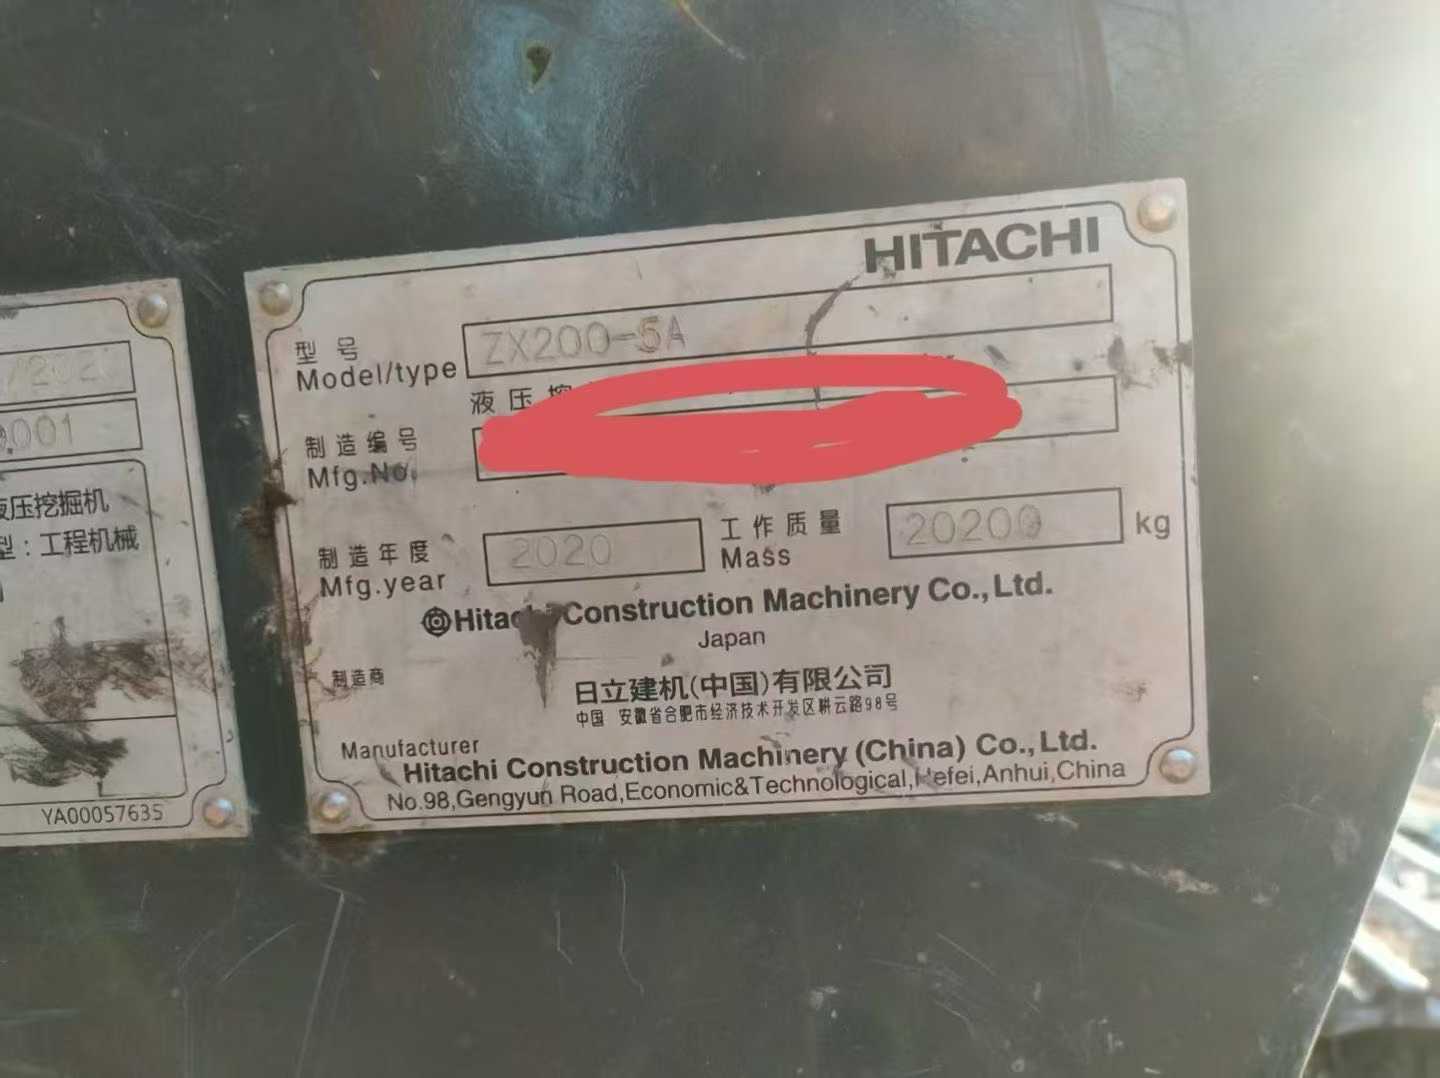 HITACHI
型号
Model/type
ZX200-5A
液压挖
制造编号
Mfg.No.
制造年度
Mfg.year
2020
工作质量
Mass
20200
kg
Hitachi Construction Machinery Co.,Ltd.
Japan
制造商
日立建机(中国)有限公司
中国 安徽省合肥市经济技术开发区耕云路98号
Manufacturer
Hitachi Construction Machinery (China) Co.,Ltd.
No.98,Gengyun Road,Economic&Technological,Hefei,Anhui,China
/202
001
液压挖掘机
型：工程机械
YA00057635